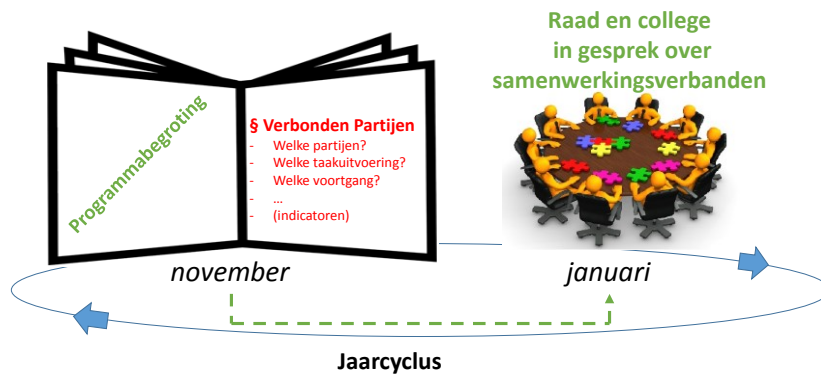 Raad en college
in gesprek over
samenwerkingsverbanden
Programmabegroting
§ Verbonden Partijen
- Welke partijen?
- Welke taakuitvoering?
- Welke voortgang?
- ...
- (indicatoren)
november
januari
Jaarcyclus